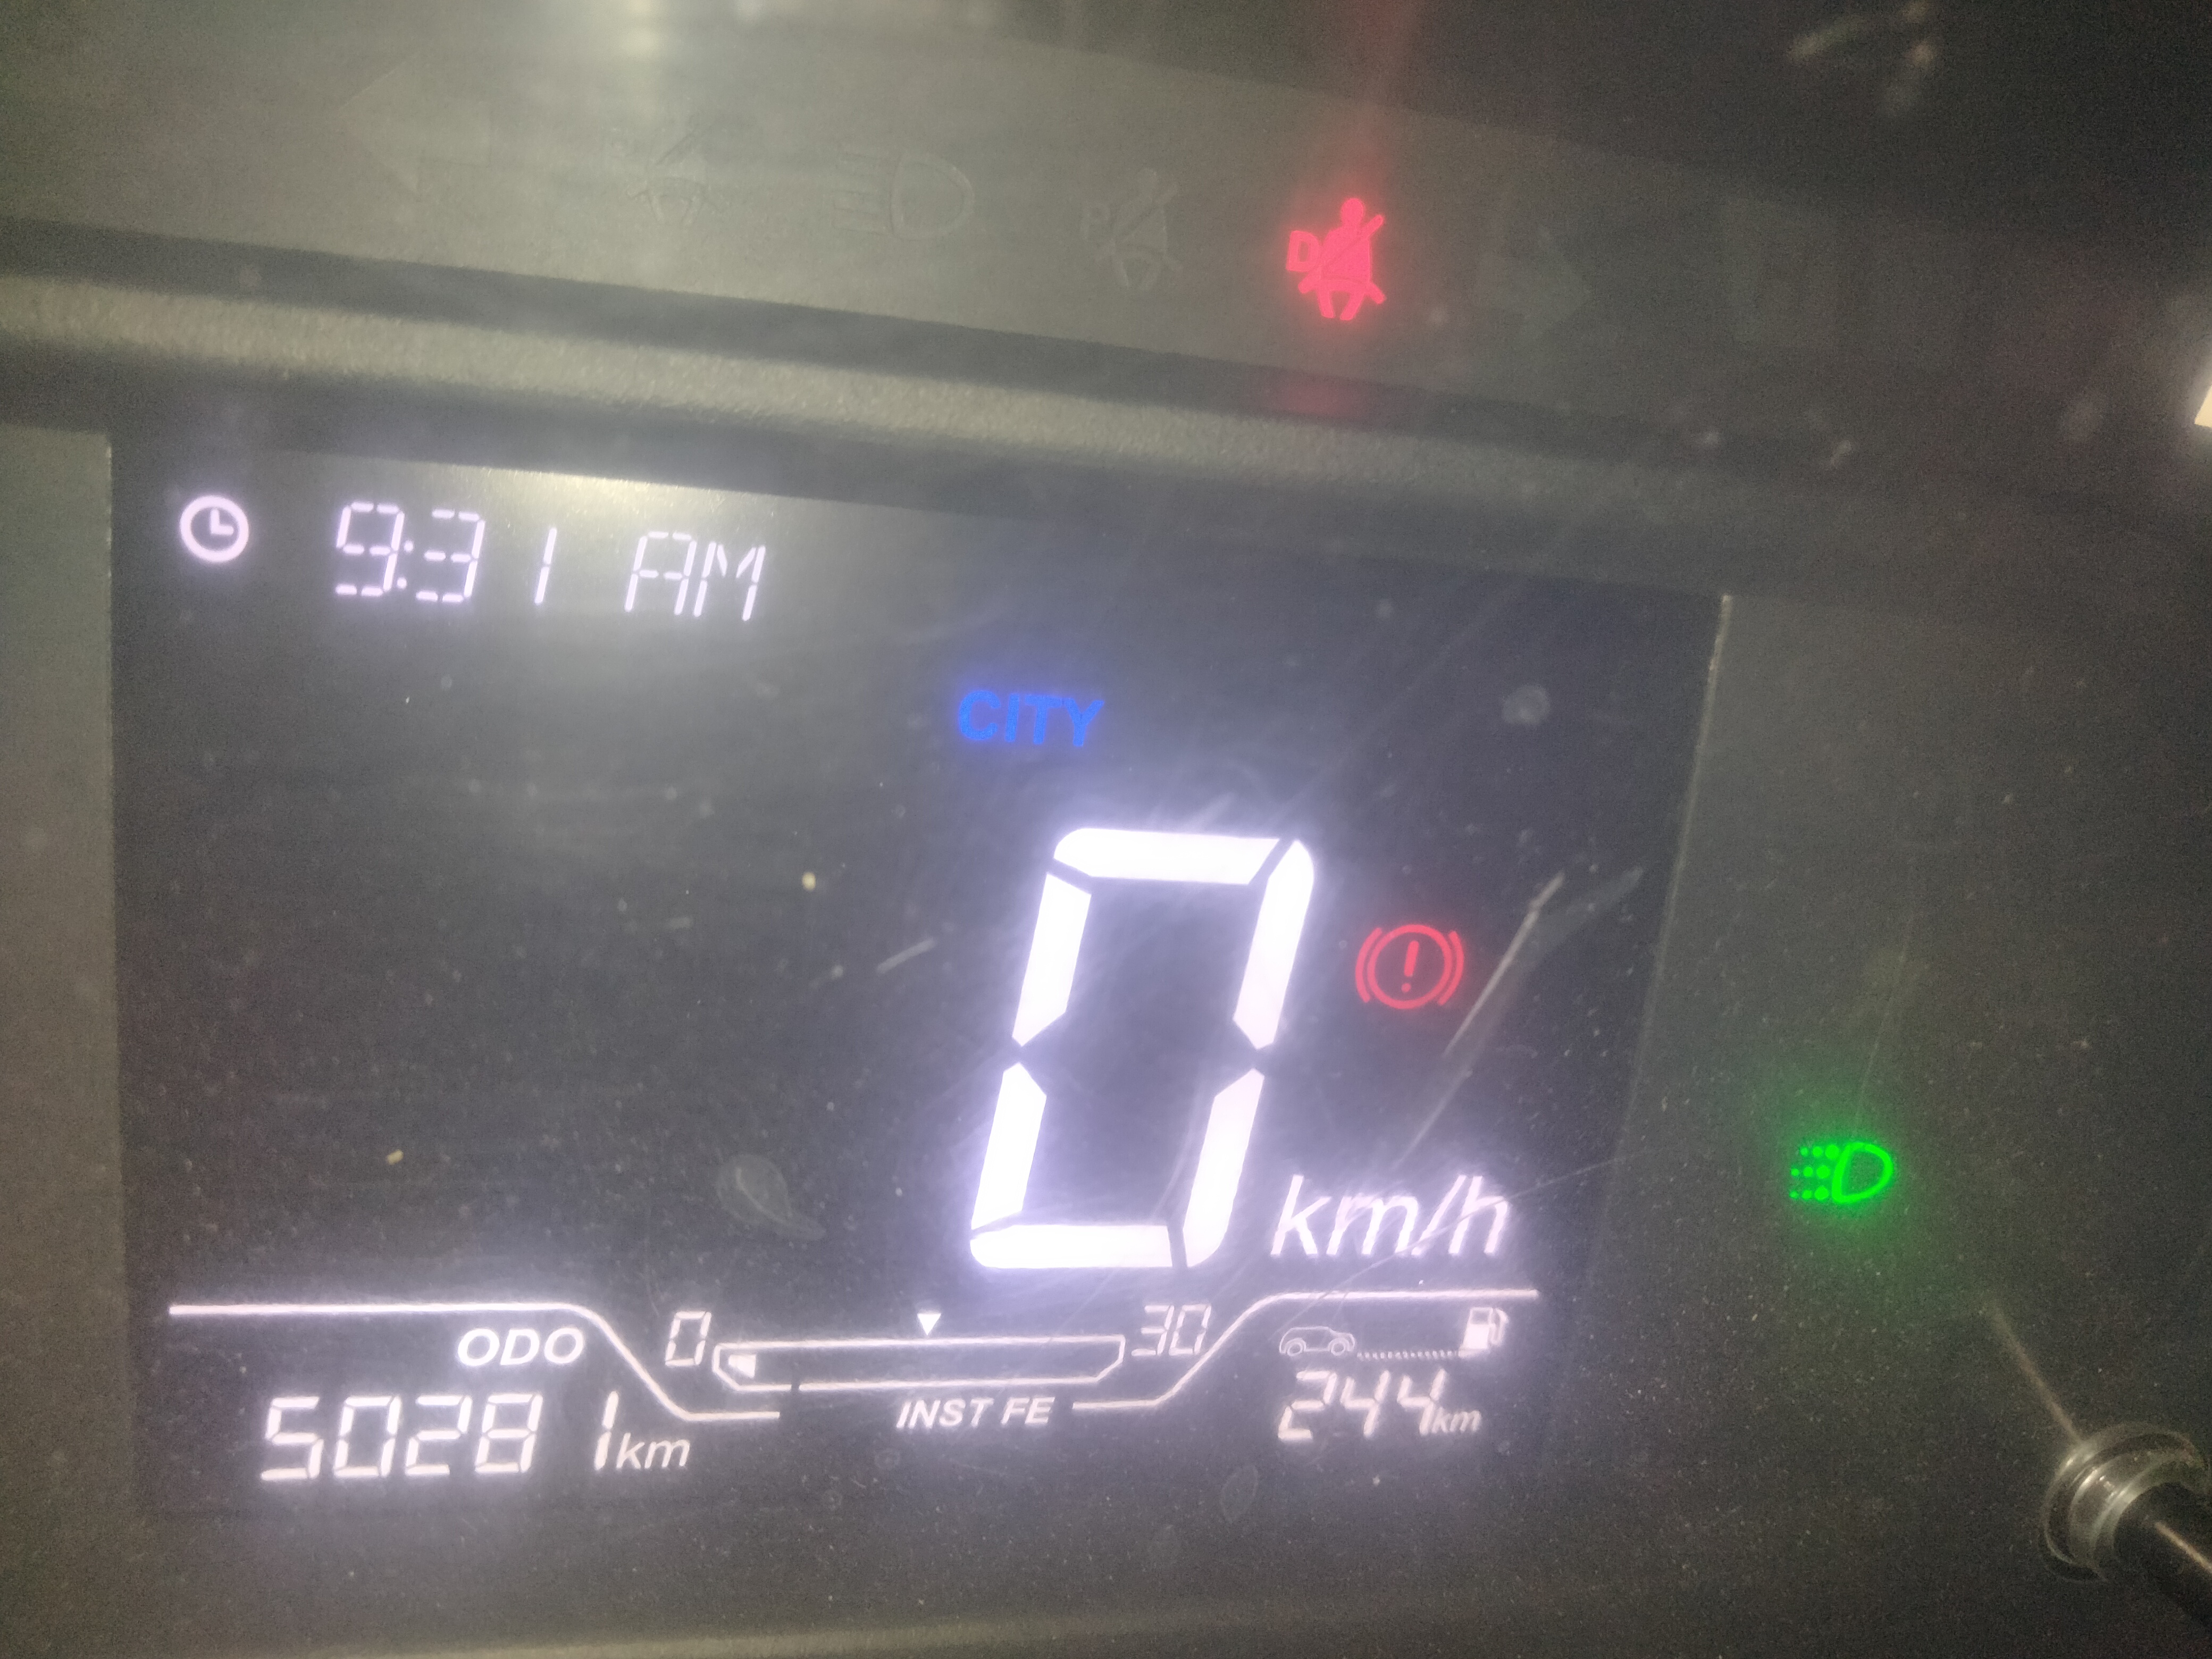 D
9:31 AM
CITY
0
km/h
ODO
0
30
50281km
INST FE
244km